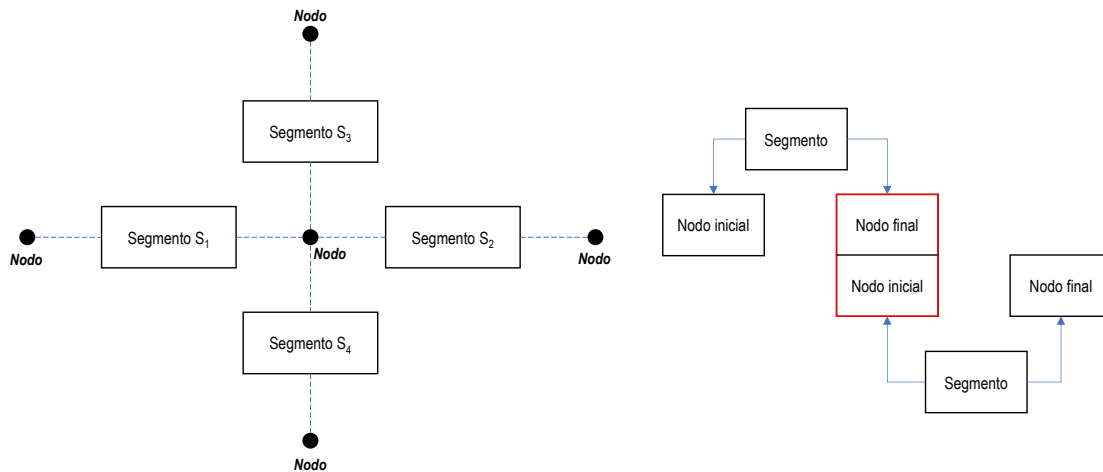 Nodo
Segmento S3
Segmento S1
Segmento S2
Nodo
Nodo
Nodo
Segmento S4
Nodo
Segmento
Nodo inicial
Nodo final
Nodo inicial
Nodo final
Segmento